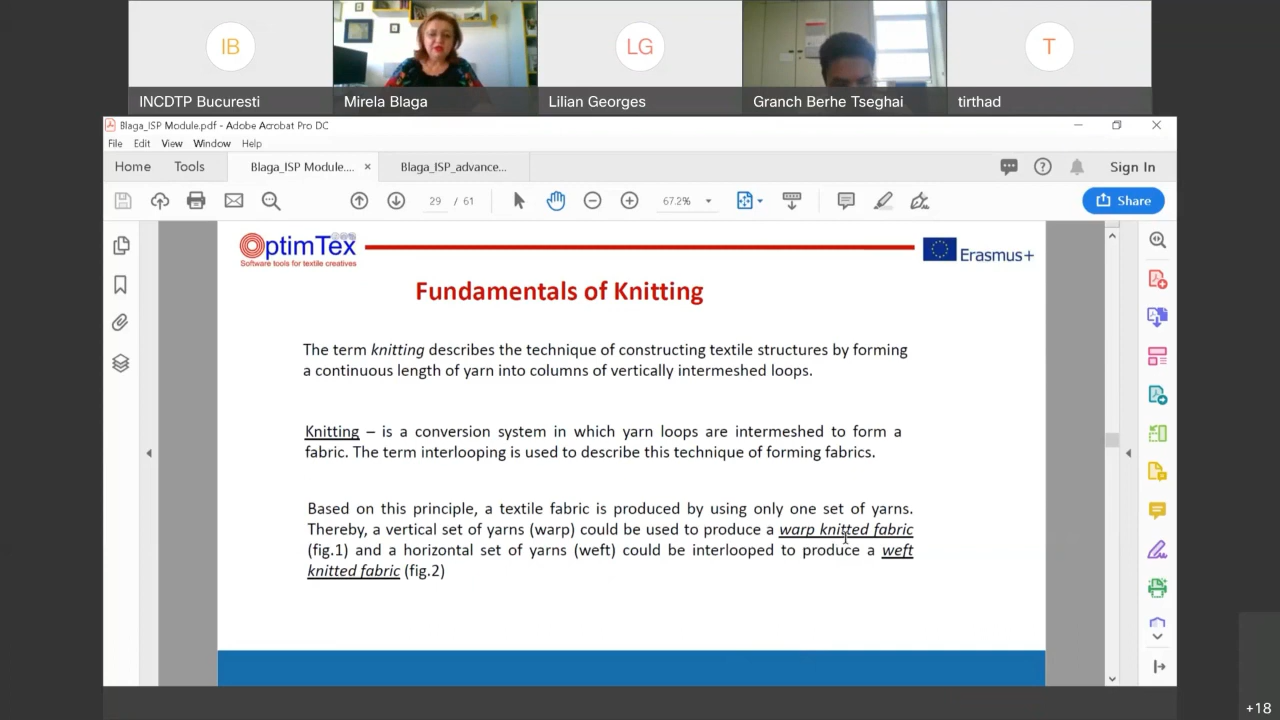 IB
LG
T
INCDTP Bucuresti
Mirela Blaga
Lilian Georges
Granch Berhe Tseghai
tirthad
Blaga_ISP Module.pdf - Adobe Acrobat Pro DC
File Edit View Window Help
Home Tools Blaga_ISP Module.... × Blaga_ISP_advance... Sign In
29 / 61 67.2% Share
OptimTex
Software tools for textile creatives
Erasmus+
Fundamentals of Knitting
The term knitting describes the technique of constructing textile structures by forming
a continuous length of yarn into columns of vertically intermeshed loops.
Knitting – is a conversion system in which yarn loops are intermeshed to form a
fabric. The term interlooping is used to describe this technique of forming fabrics.
Based on this principle, a textile fabric is produced by using only one set of yarns.
Thereby, a vertical set of yarns (warp) could be used to produce a warp knitted fabric
(fig.1) and a horizontal set of yarns (weft) could be interlooped to produce a weft
knitted fabric (fig.2)
+18